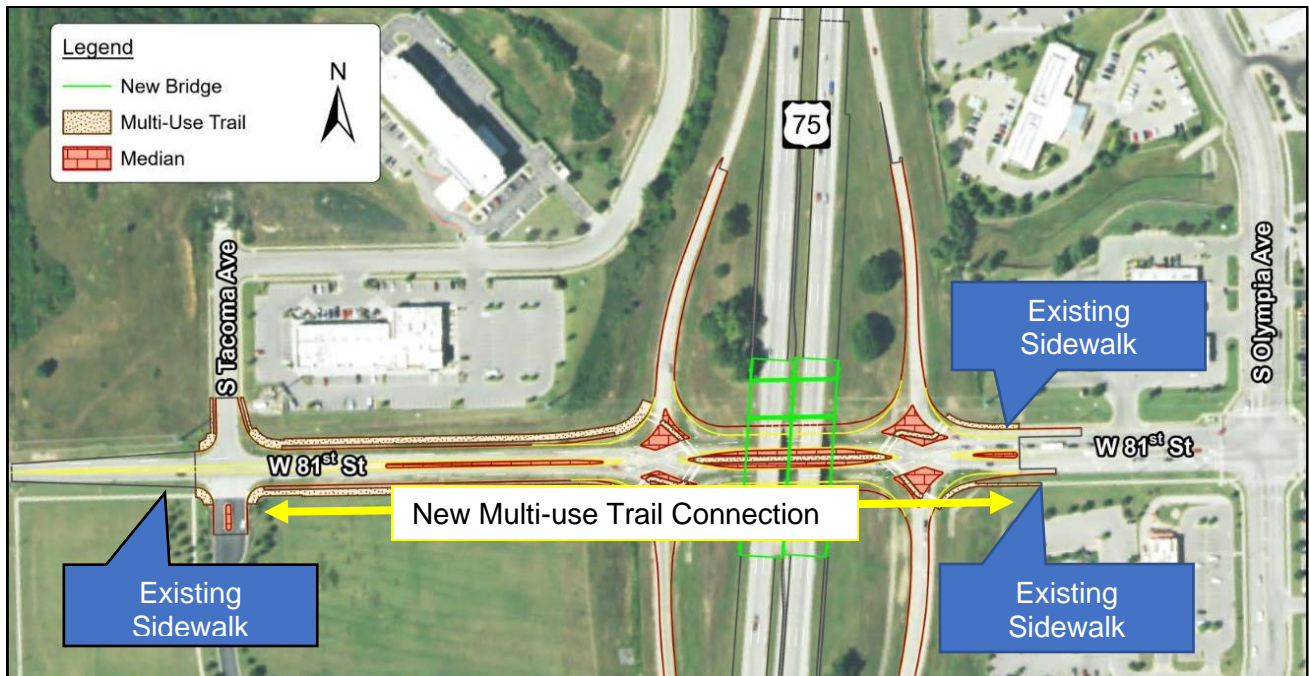 Legend
New Bridge
Multi-Use Trail
Median
N
75
S Tacoma Ave
S Olympia Ave
Existing
Sidewalk
W 81st St
W 81st St
New Multi-use Trail Connection
Existing
Sidewalk
Existing
Sidewalk